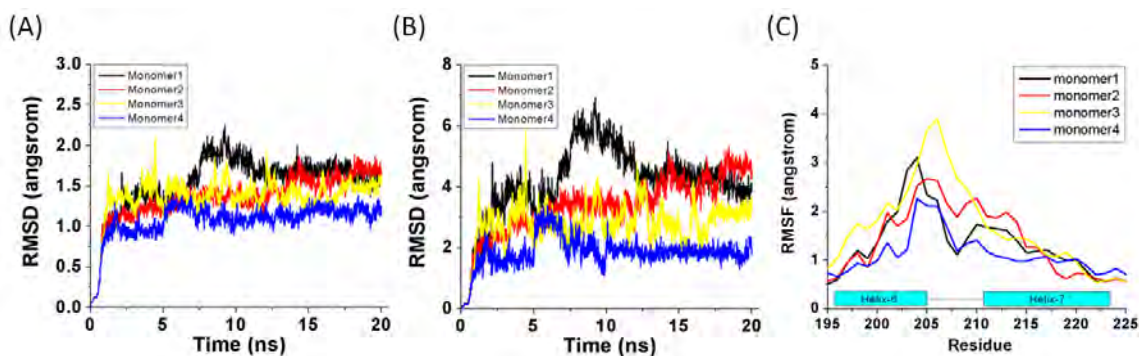 (A)
RMSD (angsrom)
3.0
2.5
2.0
1.5
1.0
0.5
0.0
Monomer1
Monomer2
Monomer3
Monomer4
0 5 10 15 20
Time (ns)
(B)
RMSD (angsrom)
8
6
4
2
0
Monomer1
Monomer2
Monomer3
Monomer4
0 5 10 15 20
Time (ns)
(C)
RMSF (angstrom)
5
4
3
2
1
0
monomer1
monomer2
monomer3
monomer4
Helix-6 Helix-7
195 200 205 210 215 220 225
Residue